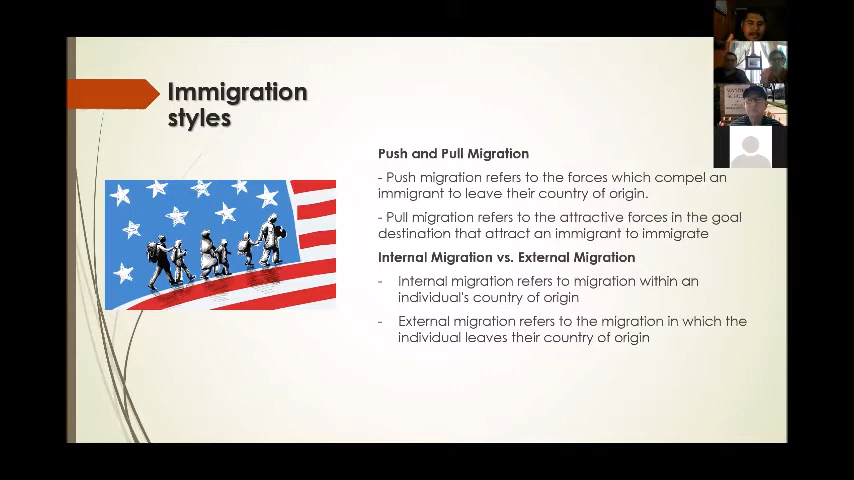 Immigration
styles
Push and Pull Migration
- Push migration refers to the forces which compel an
immigrant to leave their country of origin.
- Pull migration refers to the attractive forces in the goal
destination that attract an immigrant to immigrate
Internal Migration vs. External Migration
- Internal migration refers to migration within an
individual's country of origin
- External migration refers to the migration in which the
individual leaves their country of origin